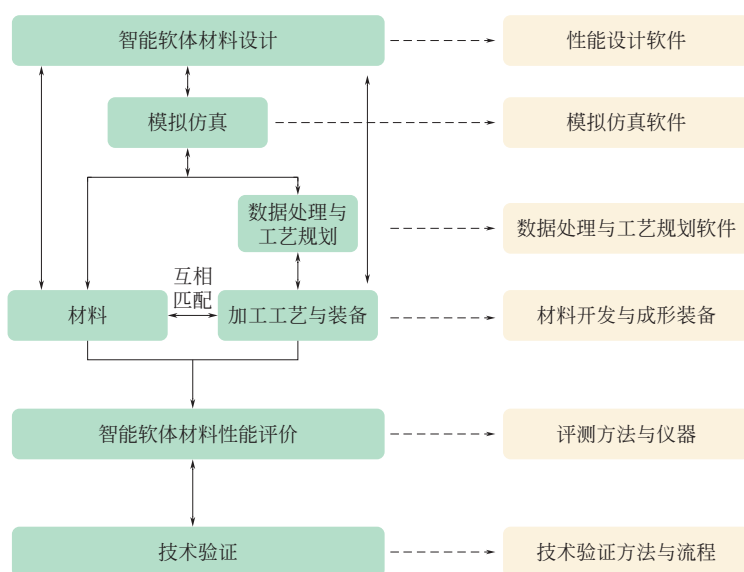 智能软体材料设计
性能设计软件
模拟仿真
模拟仿真软件
数据处理与
工艺规划
数据处理与工艺规划软件
互相
匹配
材料
加工工艺与装备
材料开发与成形装备
智能软体材料性能评价
评测方法与仪器
技术验证
技术验证方法与流程